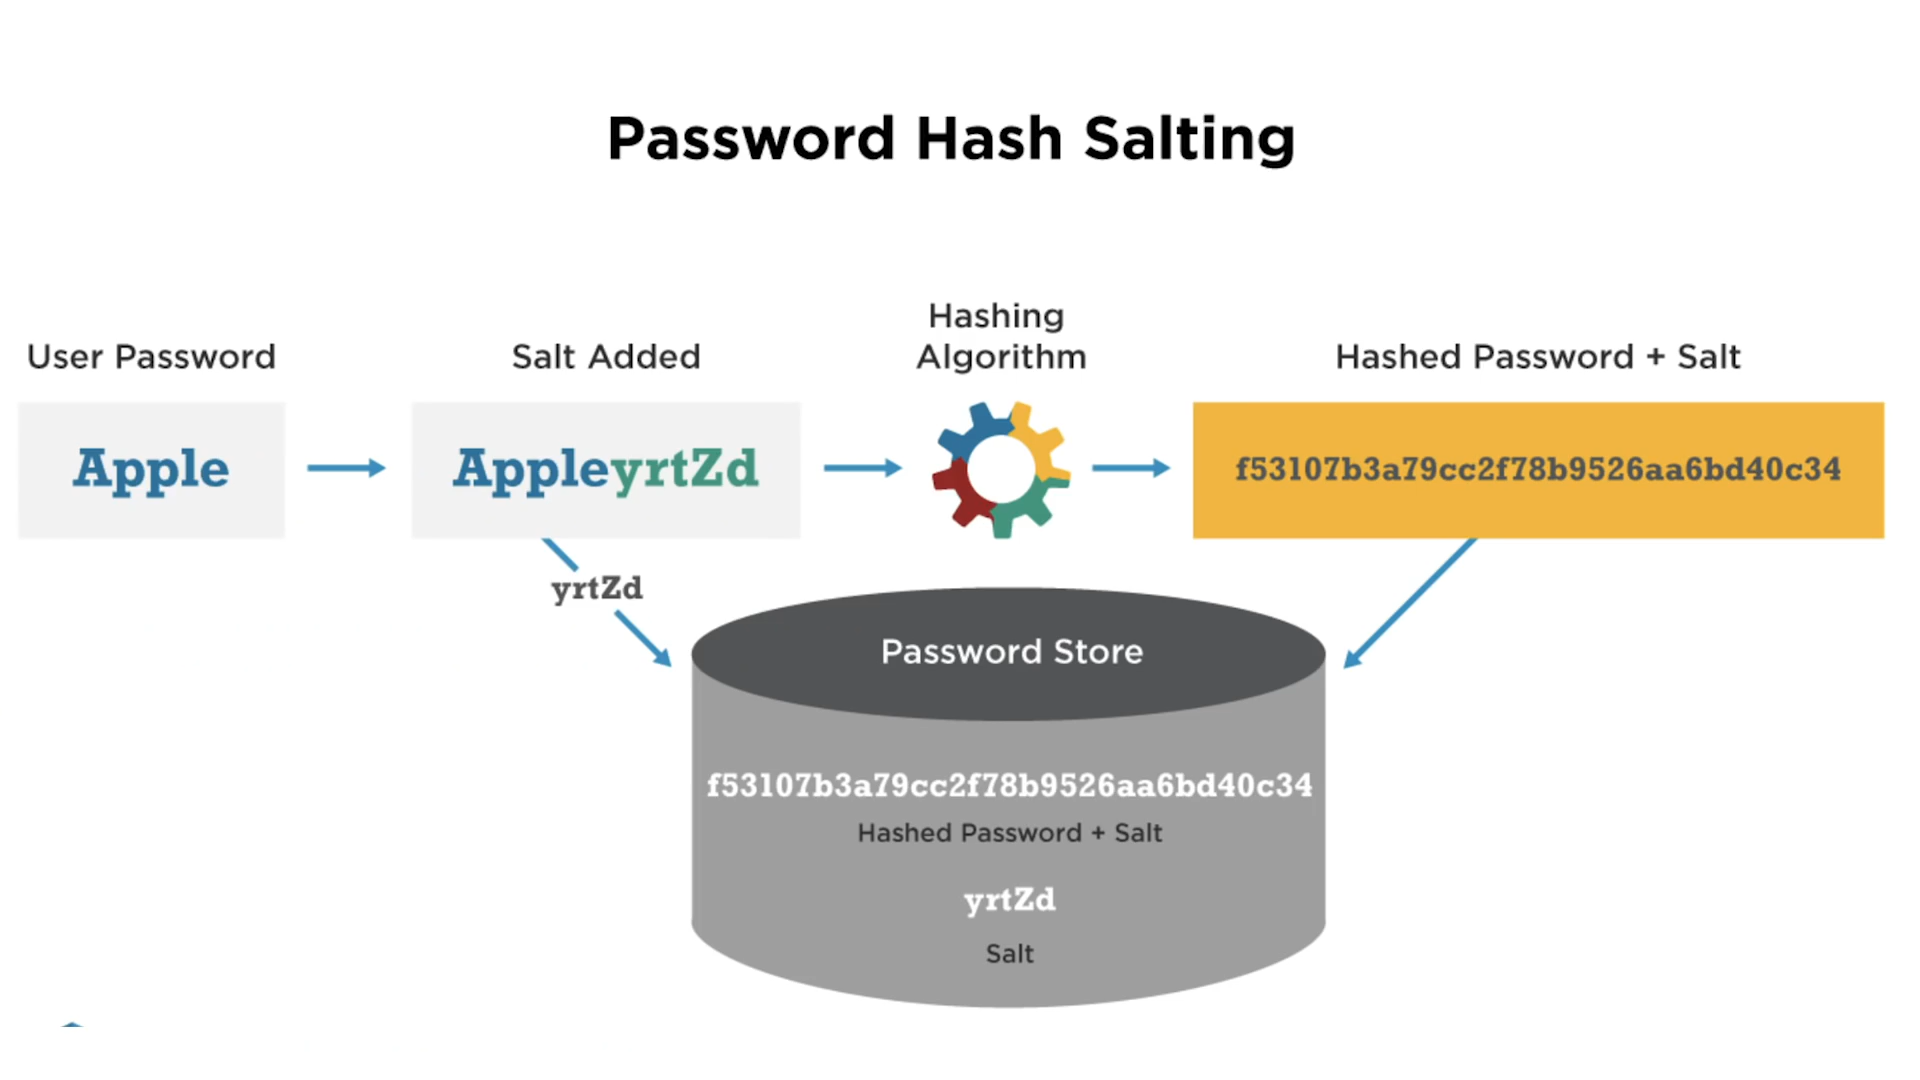 Password Hash Salting
User Password
Salt Added
Hashing
Algorithm
Hashed Password + Salt
Apple
AppleyrtZd
f53107b3a79cc2f78b9526aa6bd40c34
yrtZd
Password Store
f53107b3a79cc2f78b9526aa6bd40c34
Hashed Password + Salt
yrtZd
Salt